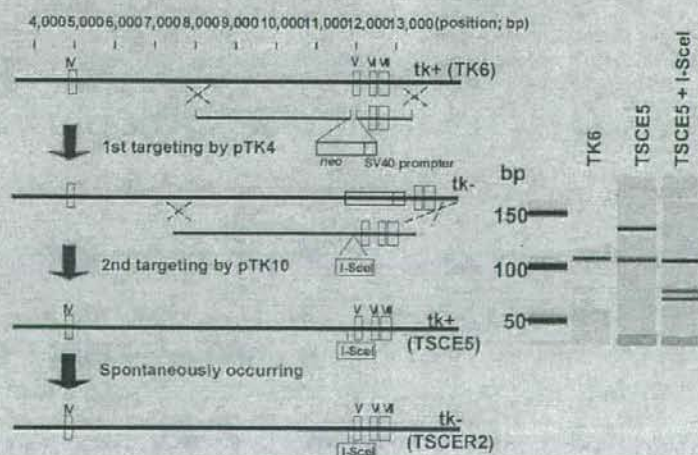 4,0005,0006,0007,0008,0009,00010,00011,00012,00013,000(position; bp)
IV V VI VII
tk+ (TK6)
1st targeting by pTK4
neo SV40 prompter
tk-
I-SceI
2nd targeting by pTK10
IV V VI VII
tk+
(TSCE5)
I-SceI
Spontaneously occurring
IV V VI VII
tk-
(TSCER2)
I-SceI
TK6
TSCE5
TSCE5 + I-SceI
bp
150
100
50